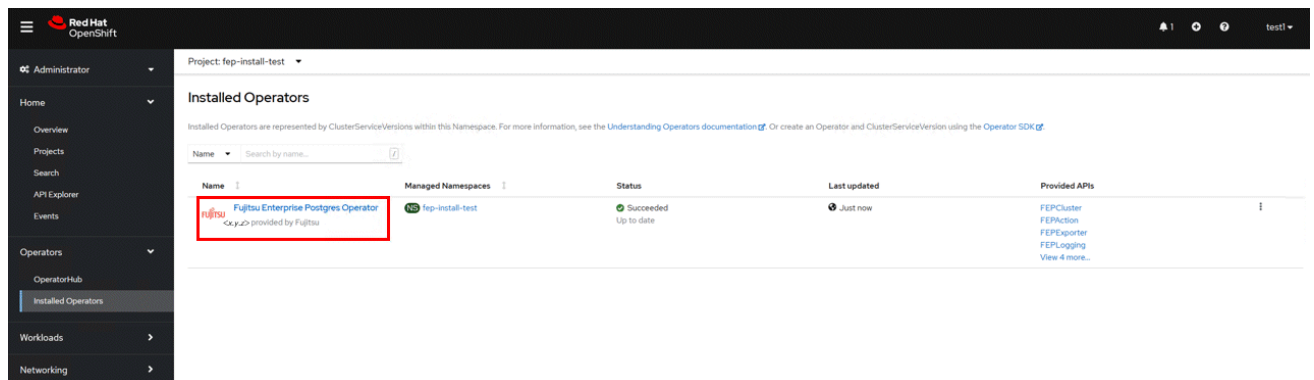 Red Hat
OpenShift
1
test1
Administrator
Project: fep-install-test
Home
Installed Operators
Overview
Installed Operators are represented by ClusterServiceVersions within this Namespace. For more information, see the Understanding Operators documentation. Or create an Operator and ClusterServiceVersion using the Operator SDK.
Projects
Name Search by name... /
Search
API Explorer
Name Managed Namespaces Status Last updated Provided APIs
Events
FUJITSU Fujitsu Enterprise Postgres Operator NS fep-install-test Succeeded Just now FEPCluster
<x.y.z> provided by Fujitsu Up to date FEPAction
FEPExporter
Operators
FEPLogging
View 4 more...
OperatorHub
Installed Operators
Workloads
Networking